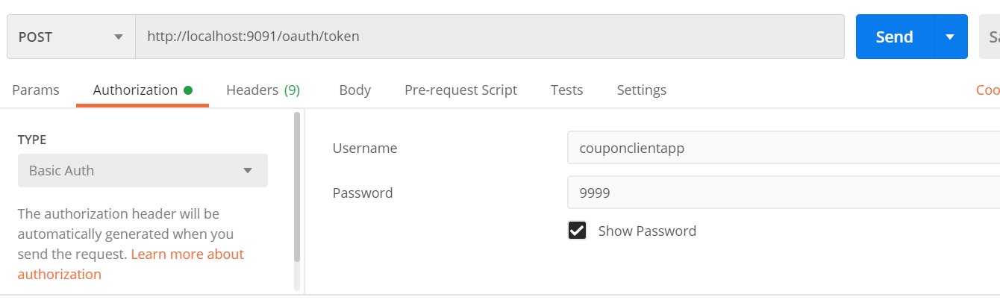 POST http://localhost:9091/oauth/token Send Sa
Params Authorization Headers (9) Body Pre-request Script Tests Settings Coo
TYPE
Basic Auth
The authorization header will be
automatically generated when you
send the request. Learn more about
authorization
Username couponclientapp
Password 9999
Show Password